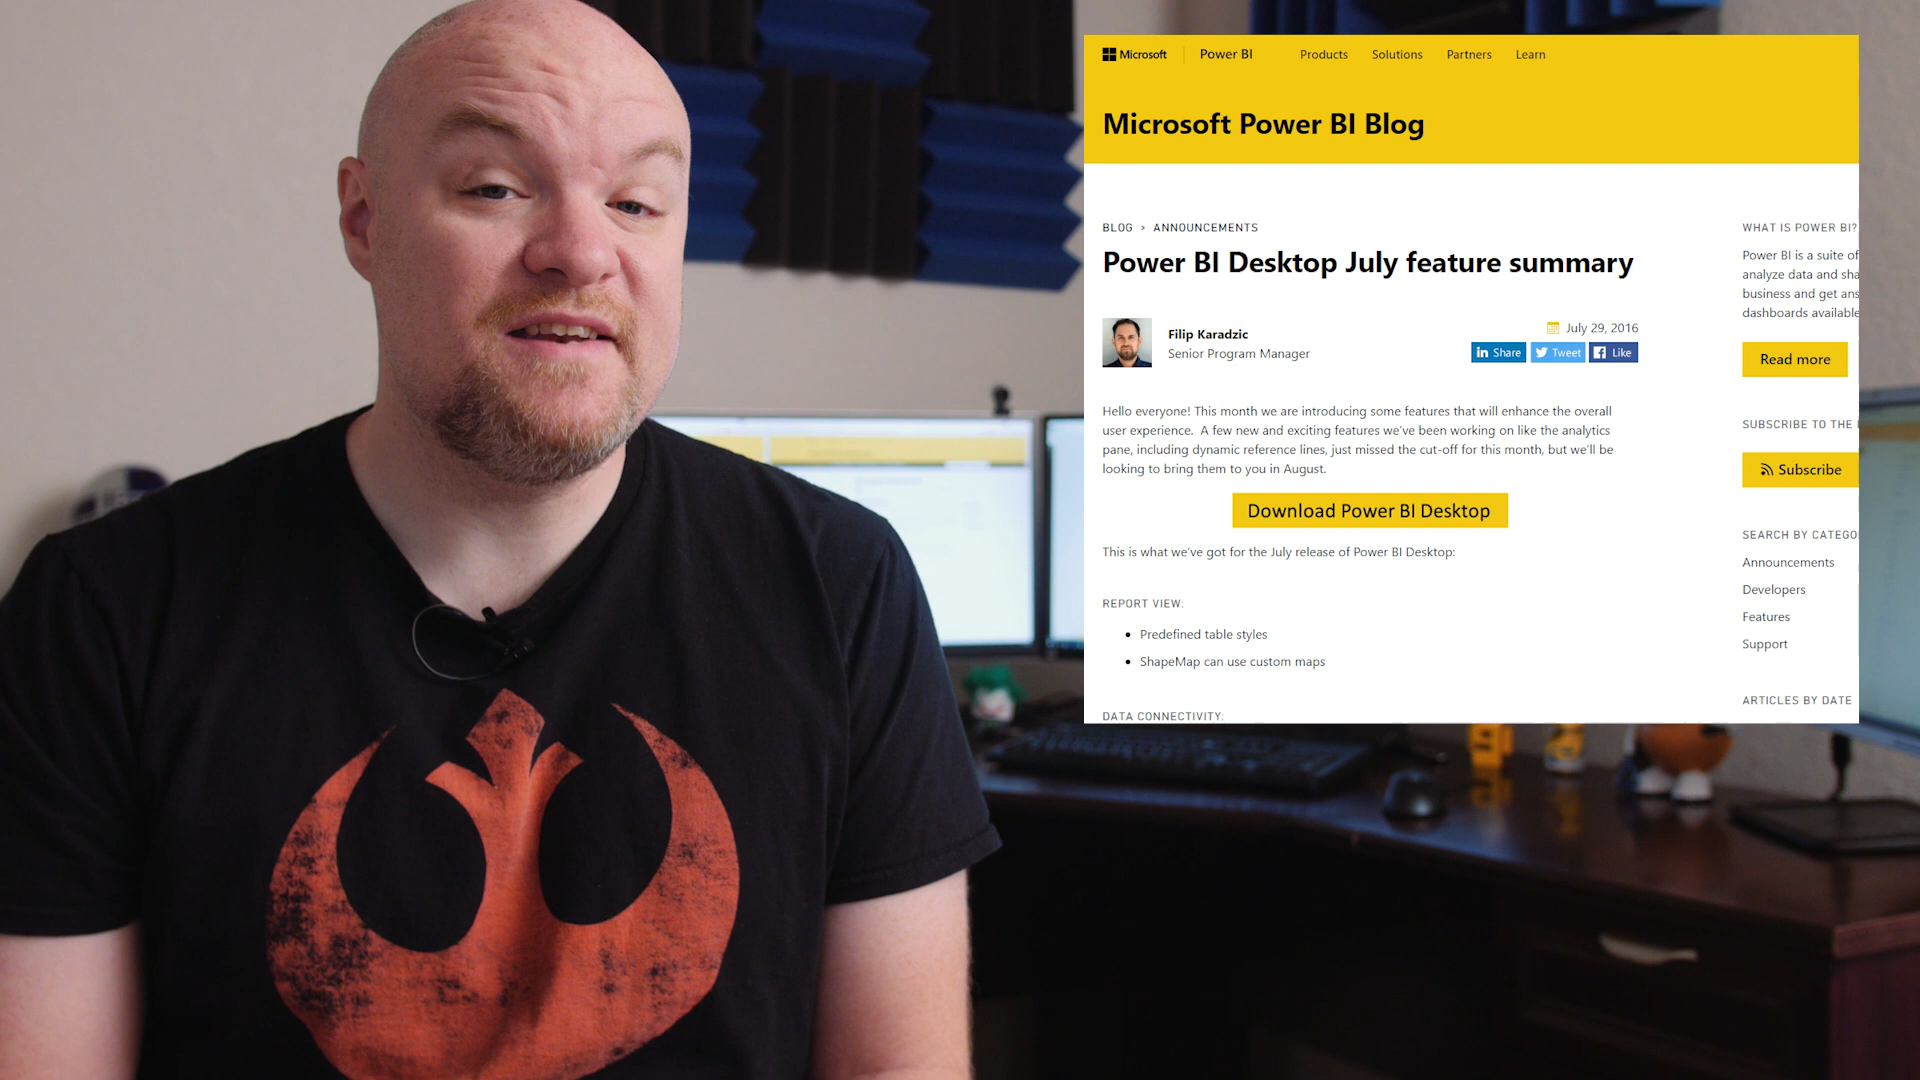 Microsoft
Power BI
Products
Solutions
Partners
Learn
Microsoft Power BI Blog
BLOG > ANNOUNCEMENTS
Power BI Desktop July feature summary
Filip Karadzic
Senior Program Manager
July 29, 2016
Share
Tweet
Like
Hello everyone! This month we are introducing some features that will enhance the overall
user experience. A few new and exciting features we've been working on like the analytics
pane, including dynamic reference lines, just missed the cut-off for this month, but we'll be
looking to bring them to you in August.
Download Power BI Desktop
This is what we've got for the July release of Power BI Desktop:
REPORT VIEW:
• Predefined table styles
• ShapeMap can use custom maps
DATA CONNECTIVITY:
WHAT IS POWER BI?
Power BI is a suite of
analyze data and sha
business and get ans
dashboards available
Read more
SUBSCRIBE TO THE
Subscribe
SEARCH BY CATEGO
Announcements
Developers
Features
Support
ARTICLES BY DATE